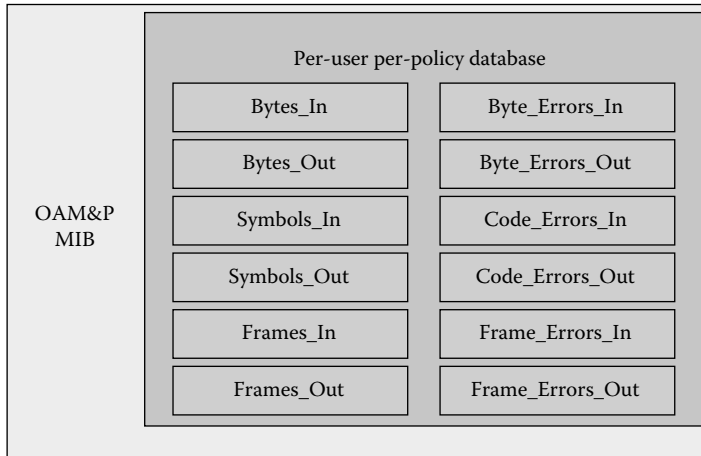 OAM&P
MIB
Per-user per-policy database
Bytes_In
Byte_Errors_In
Bytes_Out
Byte_Errors_Out
Symbols_In
Code_Errors_In
Symbols_Out
Code_Errors_Out
Frames_In
Frame_Errors_In
Frames_Out
Frame_Errors_Out